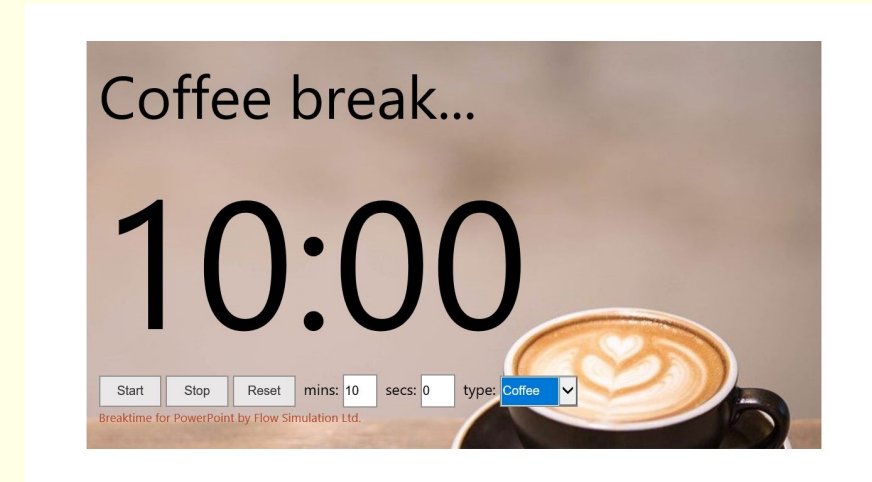 Coffee break...
10:00
Start Stop Reset mins: 10 secs: 0 type: Coffee
Breaktime for PowerPoint by Flow Simulation Ltd.